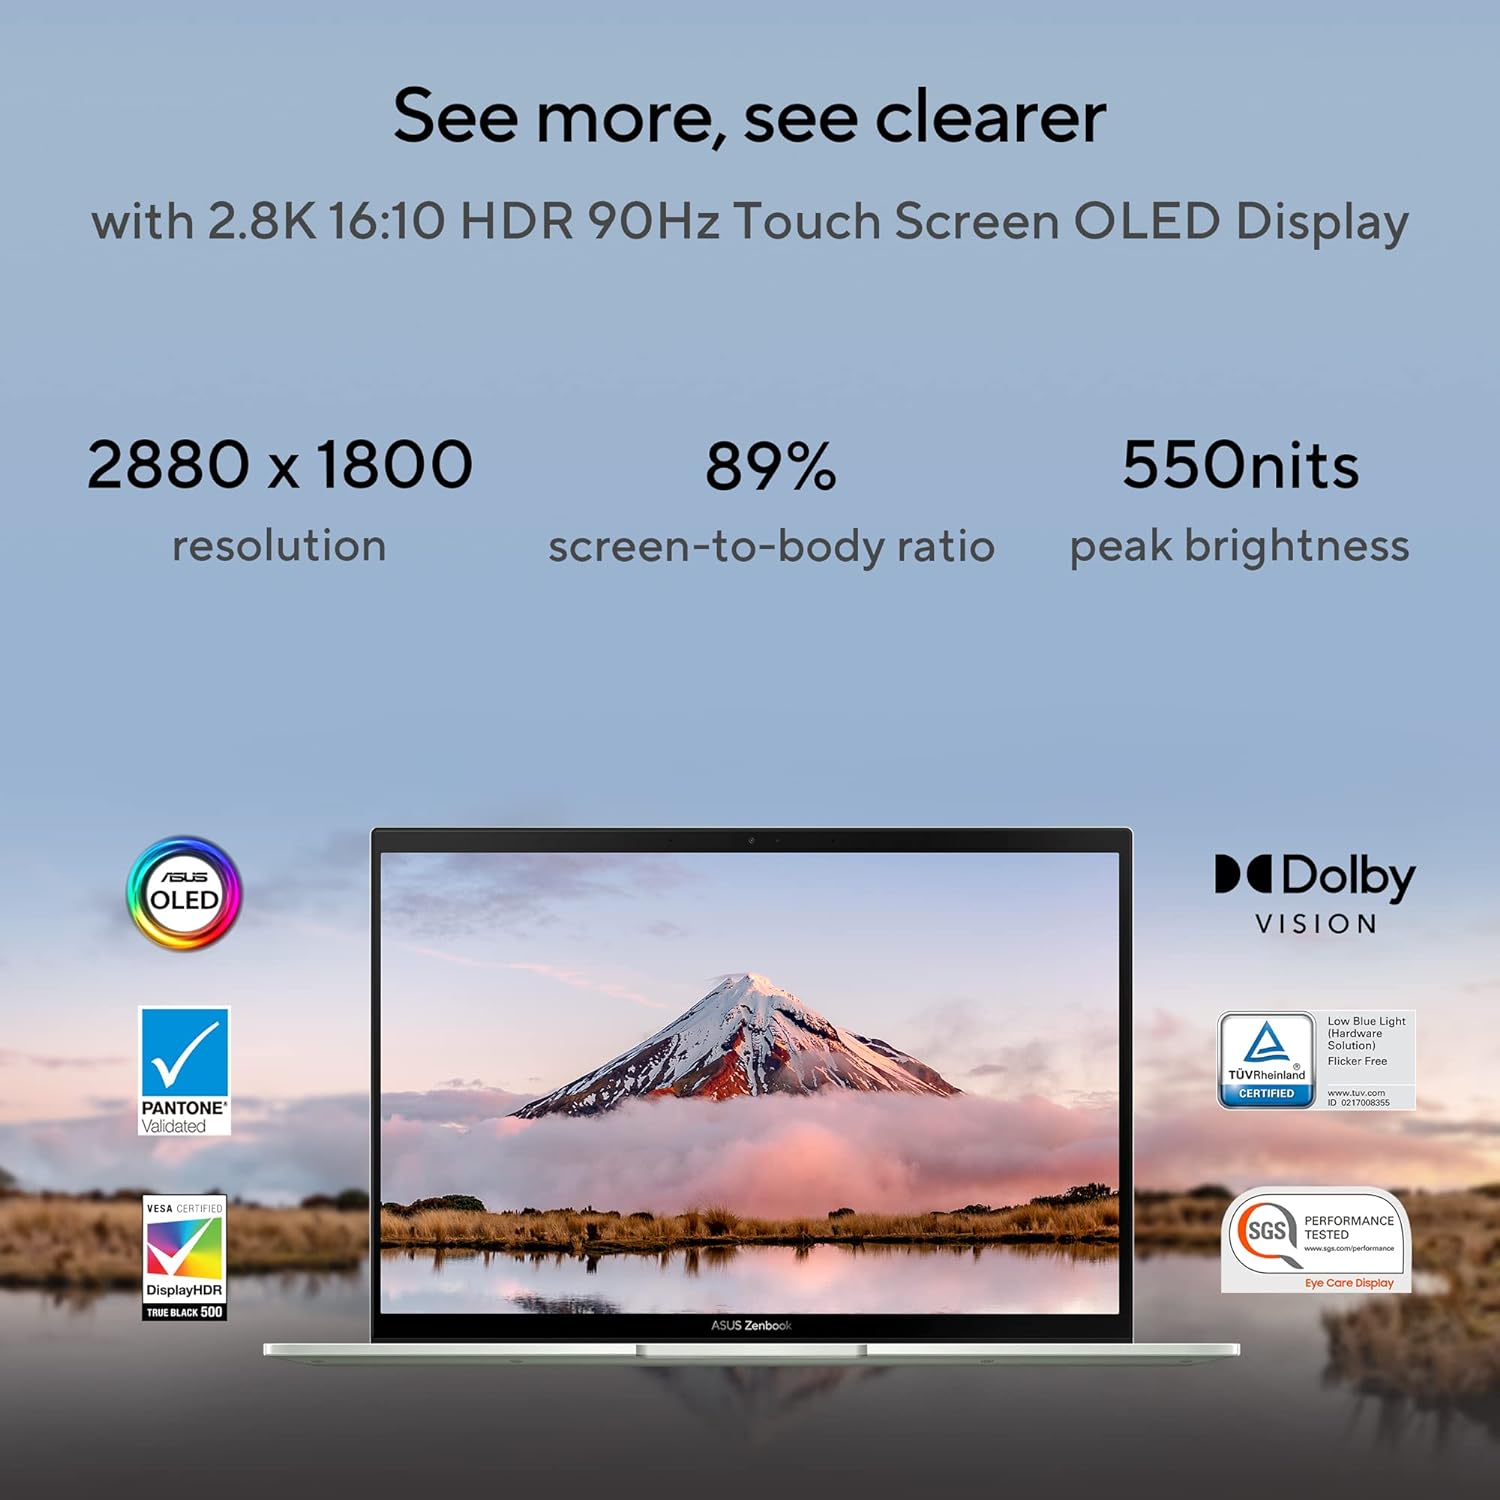 See more, see clearer
with 2.8K 16:10 HDR 90Hz Touch Screen OLED Display
2880 x 1800
resolution
89%
screen-to-body ratio
550nits
peak brightness
ASUS
OLED
PANTONE®
Validated
VESA CERTIFIED
DisplayHDR
TRUE BLACK 500
ASUS Zenbook
Dolby
VISION
TÜVRheinland®
CERTIFIED
Low Blue Light
(Hardware
Solution)
Flicker Free
www.tuv.com
ID 0217008355
SGS
PERFORMANCE
TESTED
www.sgs.com/performance
Eye Care Display